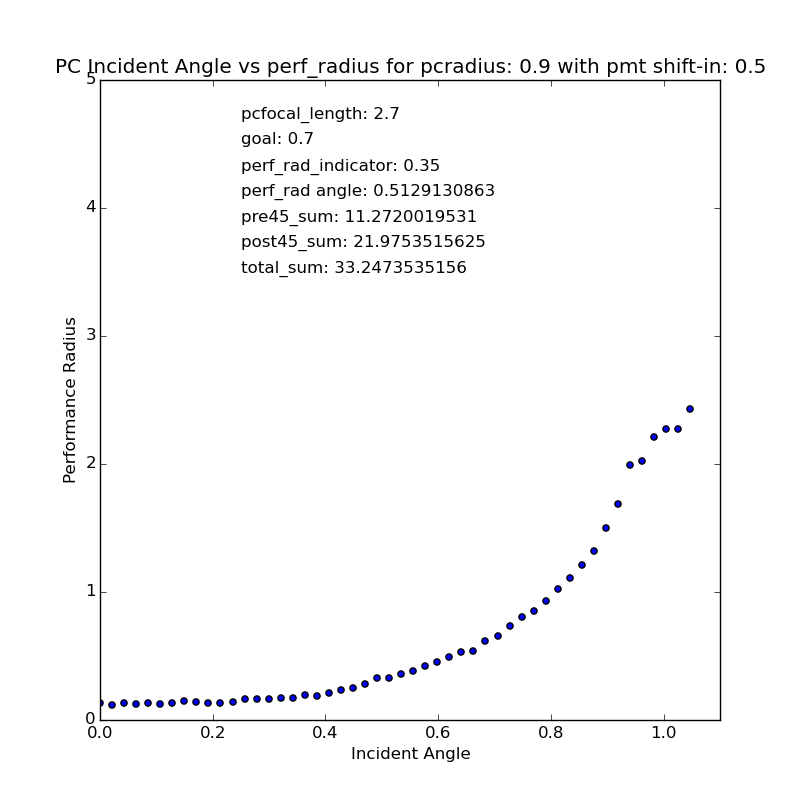 PC Incident Angle vs perf_radius for pcradius: 0.9 with pmt shift-in: 0.5
pcfocal_length: 2.7
goal: 0.7
perf_rad_indicator: 0.35
perf_rad angle: 0.5129130863
pre45_sum: 11.2720019531
post45_sum: 21.9753515625
total_sum: 33.2473535156
Performance Radius
5
4
3
2
1
0
0.0 0.2 0.4 0.6 0.8 1.0
Incident Angle